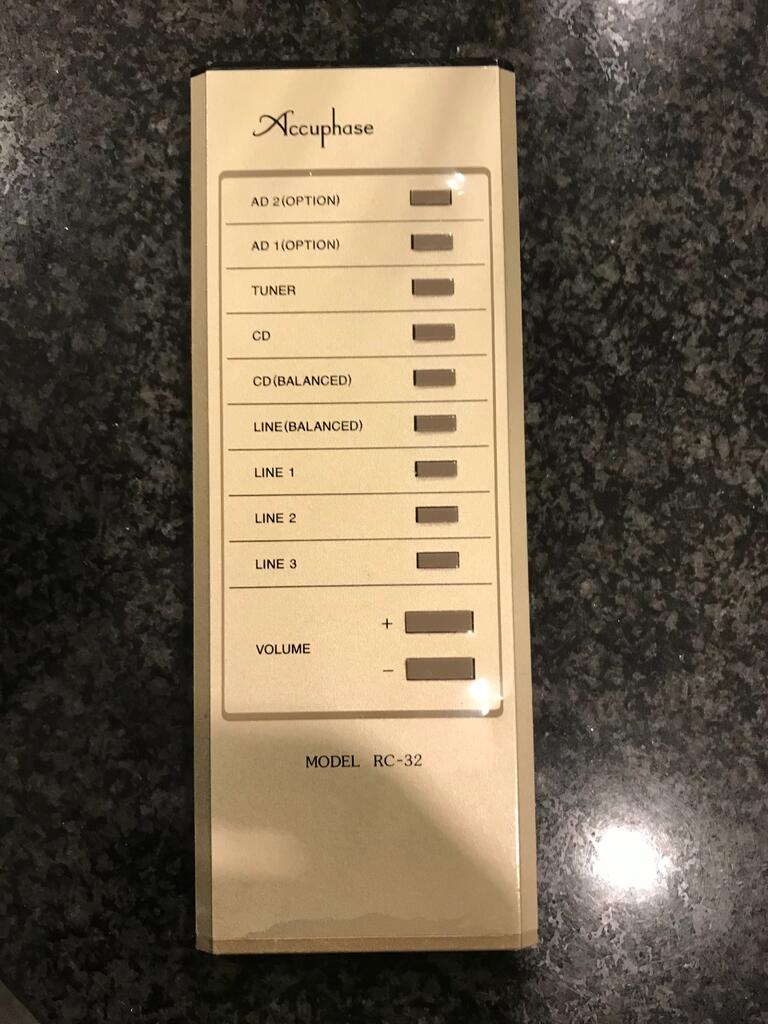 Accuphase
AD 2(OPTION)
AD 1(OPTION)
TUNER
CD
CD(BALANCED)
LINE(BALANCED)
LINE 1
LINE 2
LINE 3
+
VOLUME
−
MODEL RC-32